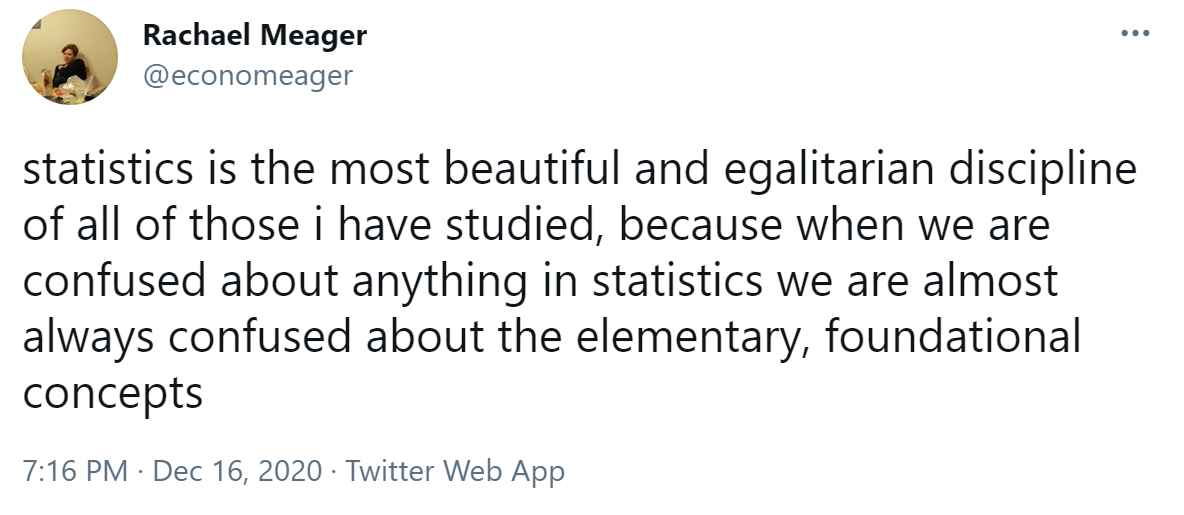 Rachael Meager
@economeager
statistics is the most beautiful and egalitarian discipline
of all of those i have studied, because when we are
confused about anything in statistics we are almost
always confused about the elementary, foundational
concepts
7:16 PM · Dec 16, 2020 · Twitter Web App